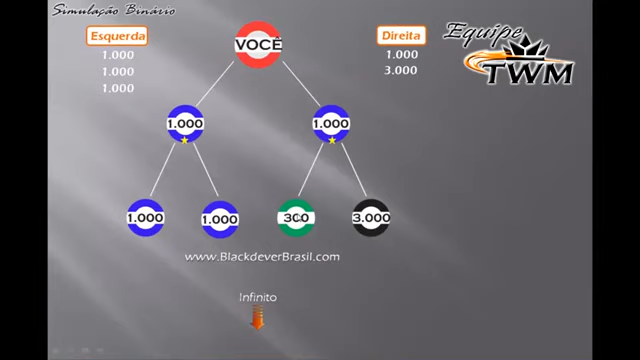 Simulação Binário
Esquerda
1.000
1.000
1.000
VOCÊ
Direita
1.000
3.000
Equipe
TWM
1.000
1.000
1.000
1.000
300
3.000
www.BlackdeverBrasil.com
Infinito